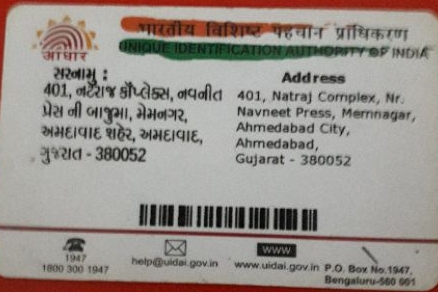 भारतीय विशिष्ट पहचान प्राधिकरण
UNIQUE IDENTIFICATION AUTHORITY OF INDIA
आधार
સરનામુ :
401, નટરાજ કૉપ્લેક્સ, નવનીત
પ્રેસ ની બાજુમા, મેમનગર,
અમદાવાદ શહેર, અમદાવાદ,
ગુજરાત - 380052
Address
401, Natraj Complex, Nr.
Navneet Press, Memnagar,
Ahmedabad City,
Ahmedabad,
Gujarat - 380052
1947
1800 300 1947
help@uidai.gov.in
www
www.uidai.gov.in
P.O. Box No.1947,
Bengaluru-560 001